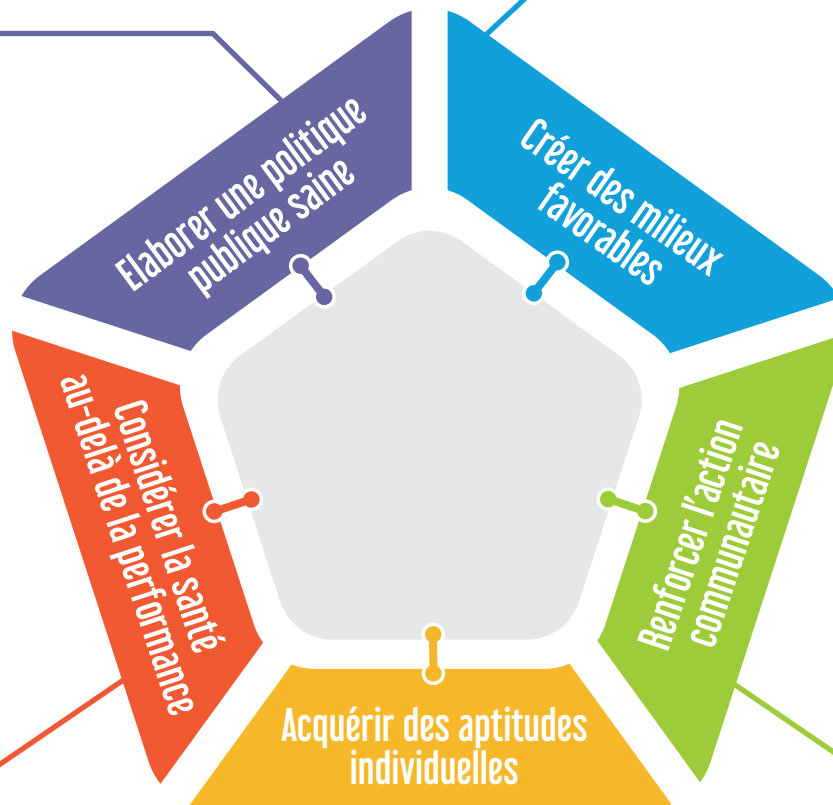 Elaborer une politique
publique saine
Créer des milieux
favorables
Considérer la santé
au-delà de la performance
Renforcer l'action
communautaire
Acquérir des aptitudes
individuelles